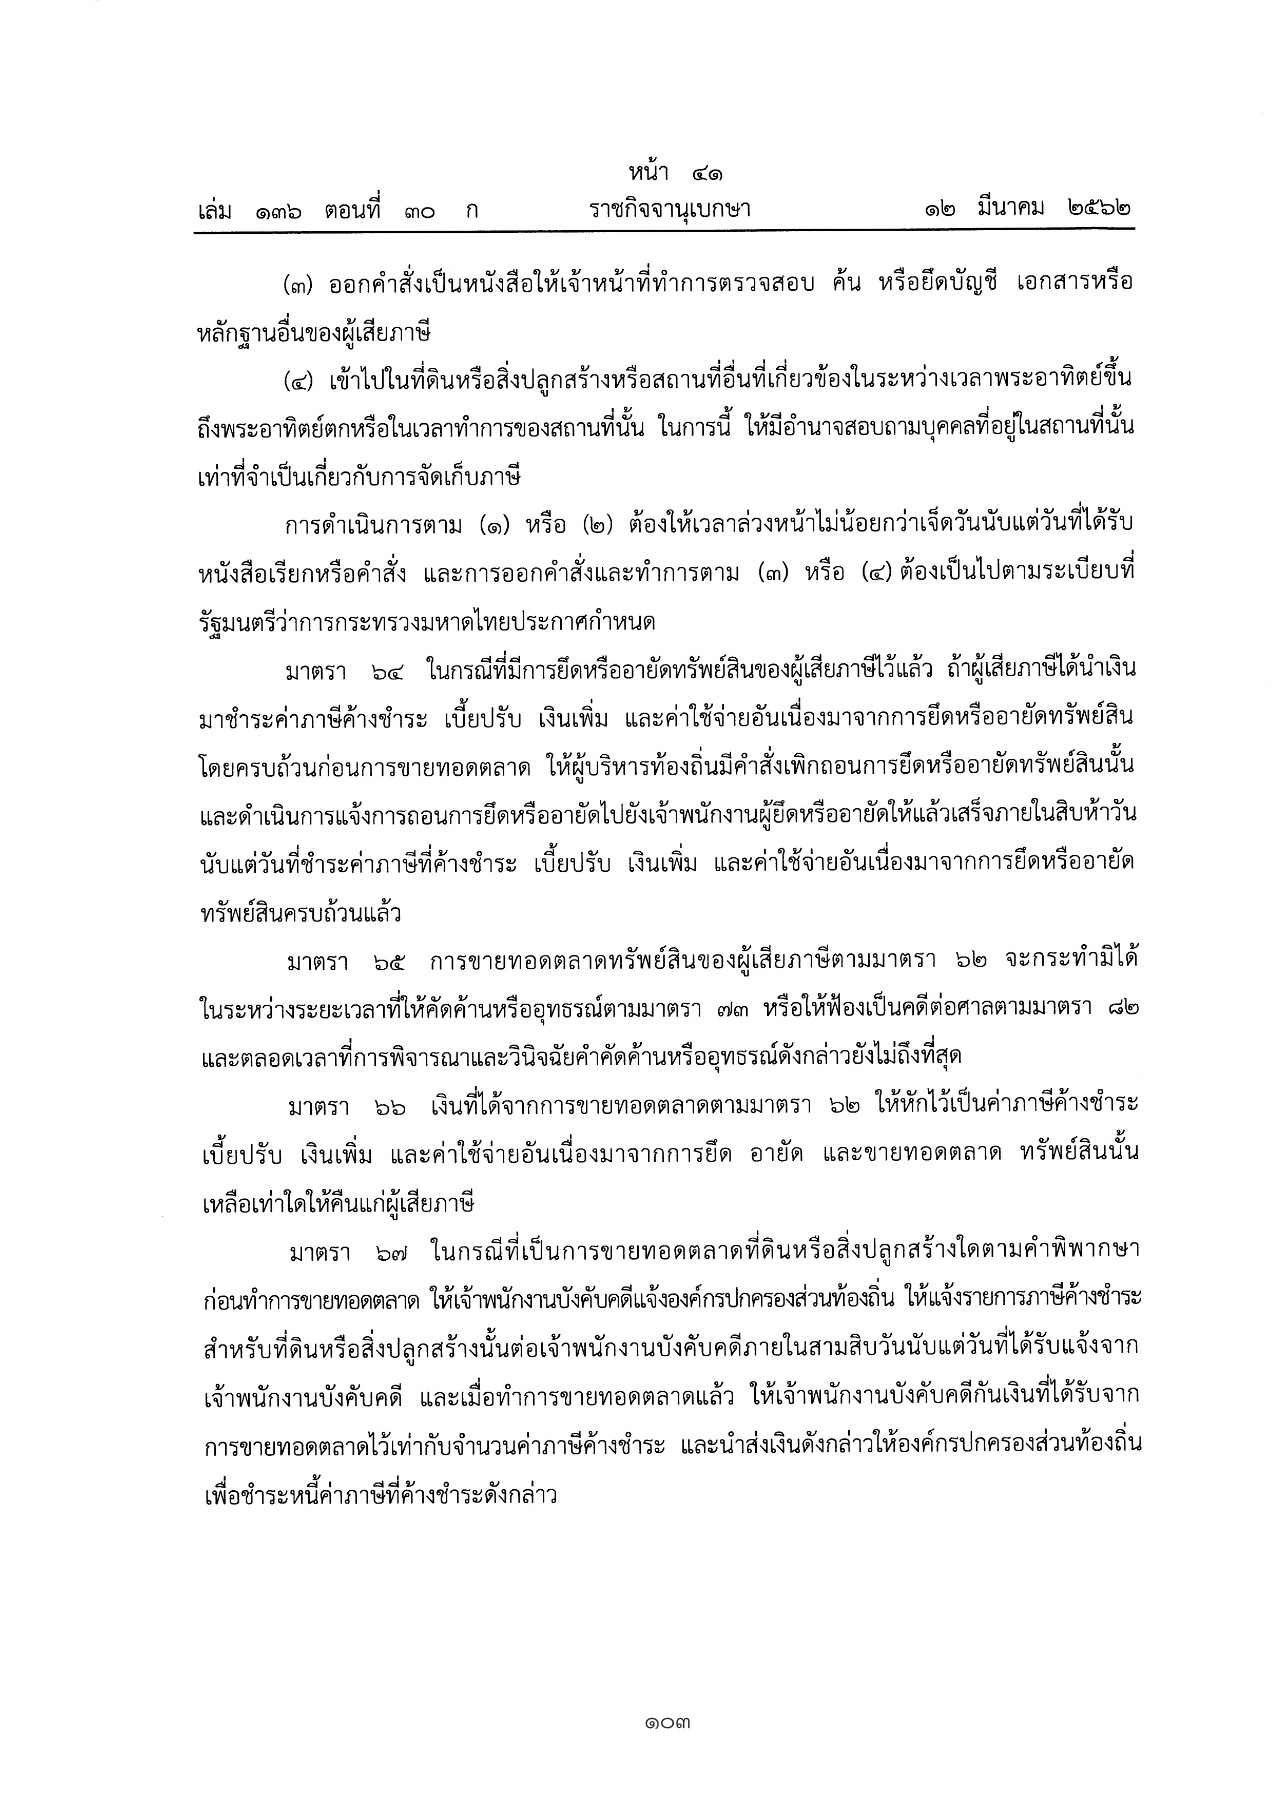 หน้า ๔๑
เล่ม ๑๓๖ ตอนที่ ๓๐ ก ราชกิจจานุเบกษา ๑๒ มีนาคม ๒๕๖๒
(๓) ออกคำสั่งเป็นหนังสือให้เจ้าหน้าที่ทำการตรวจสอบ ค้น หรือยึดบัญชี เอกสารหรือ
หลักฐานอื่นของผู้เสียภาษี
(๔) เข้าไปในที่ดินหรือสิ่งปลูกสร้างหรือสถานที่อื่นที่เกี่ยวข้องในระหว่างเวลาพระอาทิตย์ขึ้น
ถึงพระอาทิตย์ตกหรือในเวลาทำการของสถานที่นั้น ในการนี้ ให้มีอำนาจสอบถามบุคคลที่อยู่ในสถานที่นั้น
เท่าที่จำเป็นเกี่ยวกับการจัดเก็บภาษี
การดำเนินการตาม (๑) หรือ (๒) ต้องให้เวลาล่วงหน้าไม่น้อยกว่าเจ็ดวันนับแต่วันที่ได้รับ
หนังสือเรียกหรือคำสั่ง และการออกคำสั่งและทำการตาม (๓) หรือ (๔) ต้องเป็นไปตามระเบียบที่
รัฐมนตรีว่าการกระทรวงมหาดไทยประกาศกำหนด
มาตรา ๖๔ ในกรณีที่มีการยึดหรืออายัดทรัพย์สินของผู้เสียภาษีไว้แล้ว ถ้าผู้เสียภาษีได้นำเงิน
มาชำระค่าภาษีค้างชำระ เบี้ยปรับ เงินเพิ่ม และค่าใช้จ่ายอันเนื่องมาจากการยึดหรืออายัดทรัพย์สิน
โดยครบถ้วนก่อนการขายทอดตลาด ให้ผู้บริหารท้องถิ่นมีคำสั่งเพิกถอนการยึดหรืออายัดทรัพย์สินนั้น
และดำเนินการแจ้งการถอนการยึดหรืออายัดไปยังเจ้าพนักงานผู้ยึดหรืออายัดให้แล้วเสร็จภายในสิบห้าวัน
นับแต่วันที่ชำระค่าภาษีที่ค้างชำระ เบี้ยปรับ เงินเพิ่ม และค่าใช้จ่ายอันเนื่องมาจากการยึดหรืออายัด
ทรัพย์สินครบถ้วนแล้ว
มาตรา ๖๕ การขายทอดตลาดทรัพย์สินของผู้เสียภาษีตามมาตรา ๖๒ จะกระทำมิได้
ในระหว่างระยะเวลาที่ให้คัดค้านหรืออุทธรณ์ตามมาตรา ๗๓ หรือให้ฟ้องเป็นคดีต่อศาลตามมาตรา ๘๒
และตลอดเวลาที่การพิจารณาและวินิจฉัยคำคัดค้านหรืออุทธรณ์ดังกล่าวยังไม่ถึงที่สุด
มาตรา ๖๖ เงินที่ได้จากการขายทอดตลาดตามมาตรา ๖๒ ให้หักไว้เป็นค่าภาษีค้างชำระ
เบี้ยปรับ เงินเพิ่ม และค่าใช้จ่ายอันเนื่องมาจากการยึด อายัด และขายทอดตลาด ทรัพย์สินนั้น
เหลือเท่าใดให้คืนแก่ผู้เสียภาษี
มาตรา ๖๗ ในกรณีที่เป็นการขายทอดตลาดที่ดินหรือสิ่งปลูกสร้างใดตามคำพิพากษา
ก่อนทำการขายทอดตลาด ให้เจ้าพนักงานบังคับคดีแจ้งองค์กรปกครองส่วนท้องถิ่น ให้แจ้งรายการภาษีค้างชำระ
สำหรับที่ดินหรือสิ่งปลูกสร้างนั้นต่อเจ้าพนักงานบังคับคดีภายในสามสิบวันนับแต่วันที่ได้รับแจ้งจาก
เจ้าพนักงานบังคับคดี และเมื่อทำการขายทอดตลาดแล้ว ให้เจ้าพนักงานบังคับคดีกันเงินที่ได้รับจาก
การขายทอดตลาดไว้เท่ากับจำนวนค่าภาษีค้างชำระ และนำส่งเงินดังกล่าวให้องค์กรปกครองส่วนท้องถิ่น
เพื่อชำระหนี้ค่าภาษีที่ค้างชำระดังกล่าว
๑๐๓